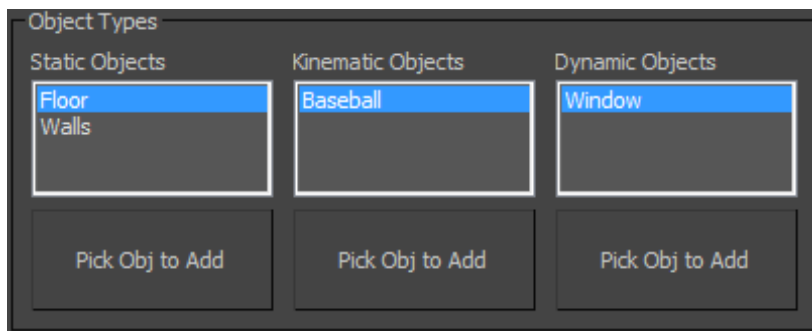 Object Types
Static Objects
Floor
Walls
Pick Obj to Add
Kinematic Objects
Baseball
Pick Obj to Add
Dynamic Objects
Window
Pick Obj to Add